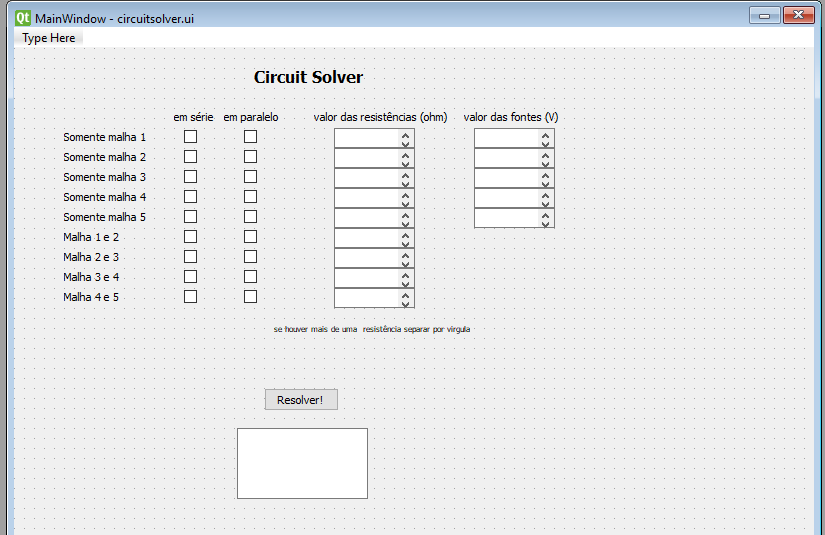 Qt MainWindow - circuitsolver.ui
Type Here
Circuit Solver
em série em paralelo valor das resistências (ohm) valor das fontes (V)
Somente malha 1
Somente malha 2
Somente malha 3
Somente malha 4
Somente malha 5
Malha 1 e 2
Malha 2 e 3
Malha 3 e 4
Malha 4 e 5
se houver mais de uma resistência separar por virgula
Resolver!